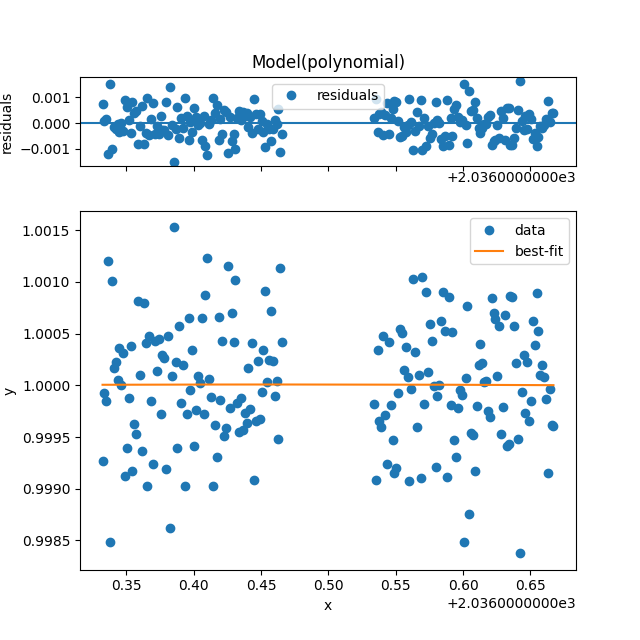 Model(polynomial)
residuals
0.001
0.000
−0.001
residuals
+2.0360000000e3
1.0015
1.0010
1.0005
1.0000
0.9995
0.9990
0.9985
y
data
best-fit
0.35
0.40
0.45
0.50
0.55
0.60
0.65
x
+2.0360000000e3